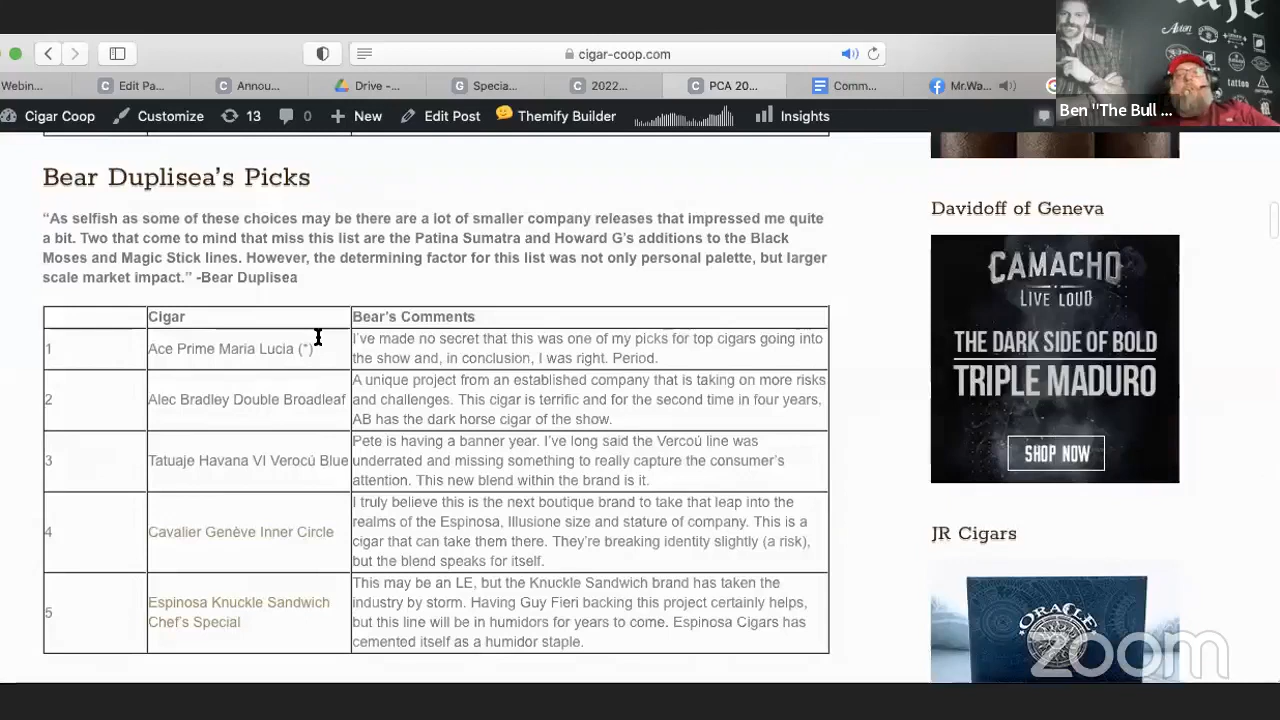 cigar-coop.com
Webin...
Edit Pa...
Annou...
Drive -...
Specia...
2022...
PCA 20...
Comm...
Mr.Wa...
Ben "The Bull ...
Cigar Coop
Customize
13
0
New
Edit Post
Themify Builder
Insights
Bear Duplisea’s Picks
“As selfish as some of these choices may be there are a lot of smaller company releases that impressed me quite
a bit. Two that come to mind that miss this list are the Patina Sumatra and Howard G’s additions to the Black
Moses and Magic Stick lines. However, the determining factor for this list was not only personal palette, but larger
scale market impact.” -Bear Duplisea
Cigar
Bear’s Comments
1
Ace Prime Maria Lucia (*)
I’ve made no secret that this was one of my picks for top cigars going into
the show and, in conclusion, I was right. Period.
2
Alec Bradley Double Broadleaf
A unique project from an established company that is taking on more risks
and challenges. This cigar is terrific and for the second time in four years,
AB has the dark horse cigar of the show.
3
Tatuaje Havana VI Verocú Blue
Pete is having a banner year. I’ve long said the Vercoú line was
underrated and missing something to really capture the consumer’s
attention. This new blend within the brand is it.
4
Cavalier Genève Inner Circle
I truly believe this is the next boutique brand to take that leap into the
realms of the Espinosa, Illusione size and stature of company. This is a
cigar that can take them there. They’re breaking identity slightly (a risk),
but the blend speaks for itself.
5
Espinosa Knuckle Sandwich
Chef’s Special
This may be an LE, but the Knuckle Sandwich brand has taken the
industry by storm. Having Guy Fieri backing this project certainly helps,
but this line will be in humidors for years to come. Espinosa Cigars has
cemented itself as a humidor staple.
Davidoff of Geneva
CAMACHO
LIVE LOUD
THE DARK SIDE OF BOLD
TRIPLE MADURO
SHOP NOW
JR Cigars
ORACLE
zoom